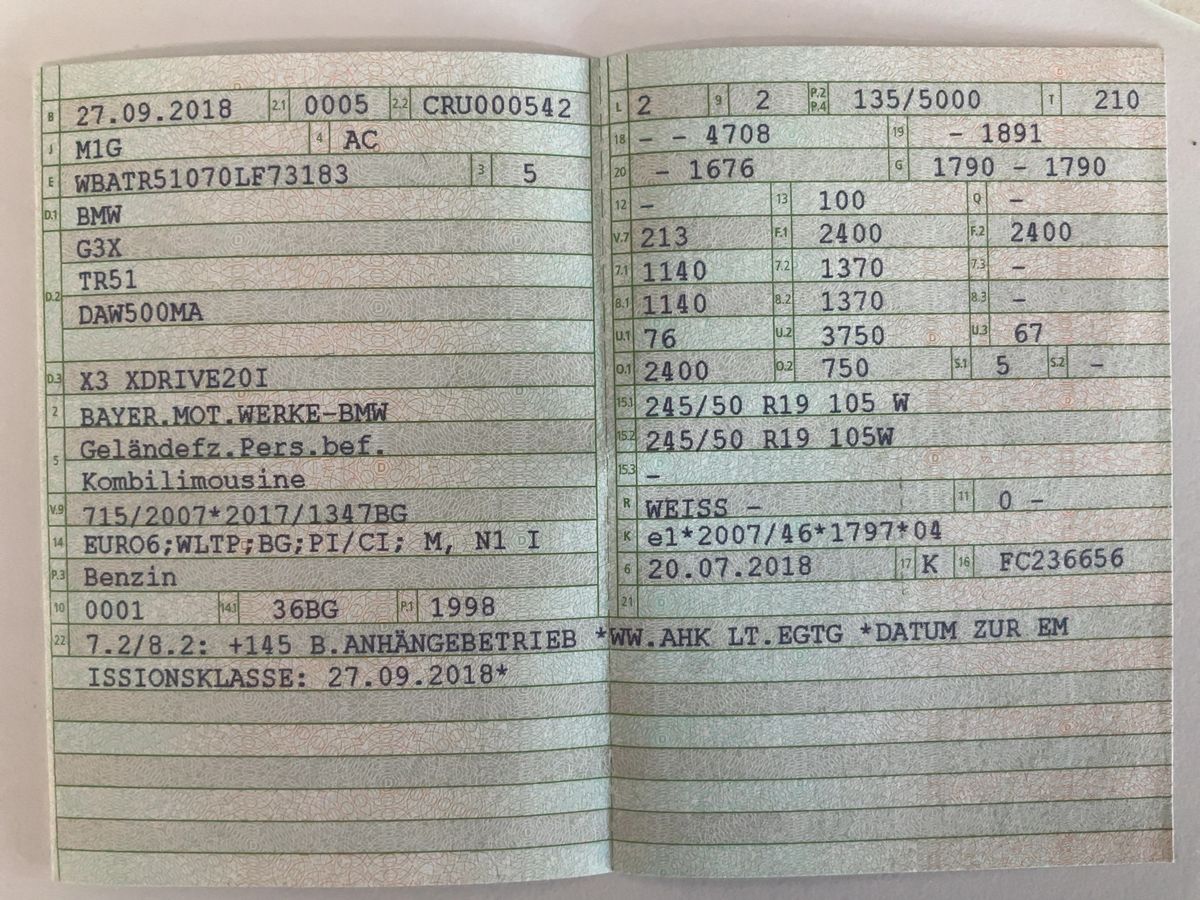 B 27.09.2018 2.1 0005 2.2 CRU000542
J M1G 4 AC
E WBATR51070LF73183 3 5
D.1 BMW
D.2 G3X
TR51
DAW500MA
D.3 X3 XDRIVE20I
2 BAYER.MOT.WERKE-BMW
5 Geländefz.Pers.bef.
Kombilimousine
V.9 715/2007*2017/1347BG
14 EURO6;WLTP;BG;PI/CI; M, N1 I
P.3 Benzin
10 0001 14.1 36BG P.1 1998
L 2 9 2 P.2 P.4 135/5000 T 210
18 - - 4708 19 - 1891
20 - 1676 G 1790 - 1790
12 - 13 100 Q -
V.7 213 F.1 2400 F.2 2400
7.1 1140 7.2 1370 7.3 -
8.1 1140 8.2 1370 8.3 -
U.1 76 U.2 3750 U.3 67
O.1 2400 O.2 750 S.1 5 S.2 -
15.1 245/50 R19 105 W
15.2 245/50 R19 105W
15.3 -
R WEISS - 11 0 -
K e1*2007/46*1797*04
6 20.07.2018 17 K 16 FC236656
21
22 7.2/8.2: +145 B.ANHÄNGEBETRIEB *WW.AHK LT.EGTG *DATUM ZUR EM
ISSIONSKLASSE: 27.09.2018*